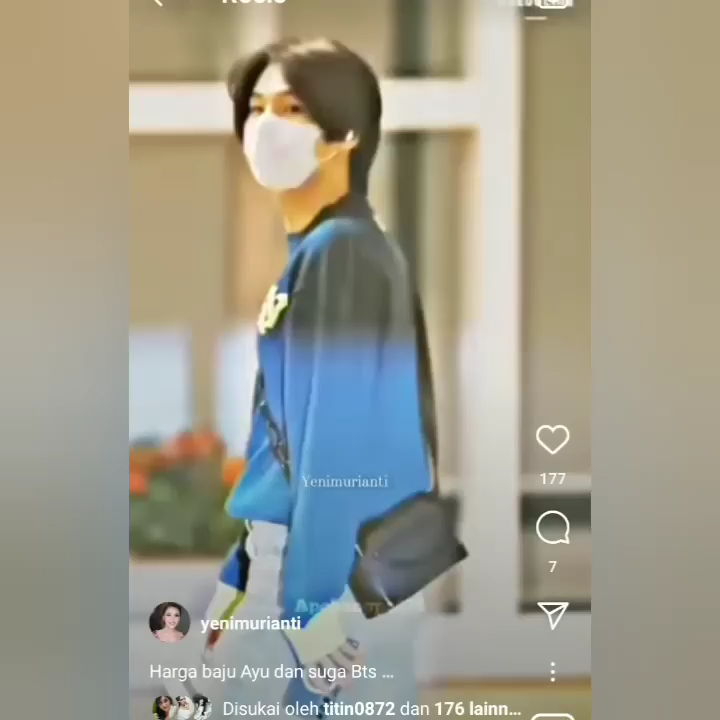 Yenimurianti
177
7
yenimurianti
Harga baju Ayu dan suga Bts ...
Disukai oleh titin0872 dan 176 lainn...